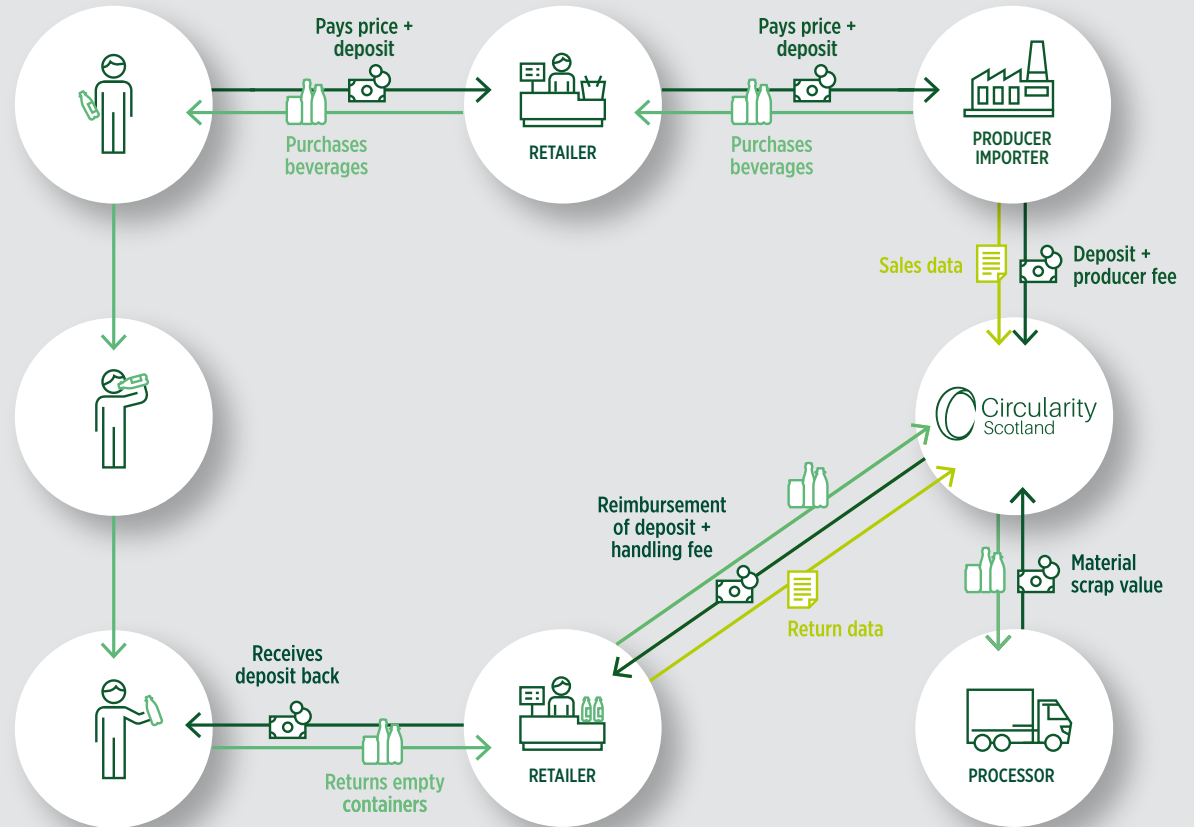 Pays price +
deposit
Pays price +
deposit
Purchases
beverages
RETAILER
Purchases
beverages
PRODUCER
IMPORTER
Sales data
Deposit +
producer fee
Circularity
Scotland
Reimbursement
of deposit +
handling fee
Material
scrap value
Return data
Receives
deposit back
Returns empty
containers
RETAILER
PROCESSOR